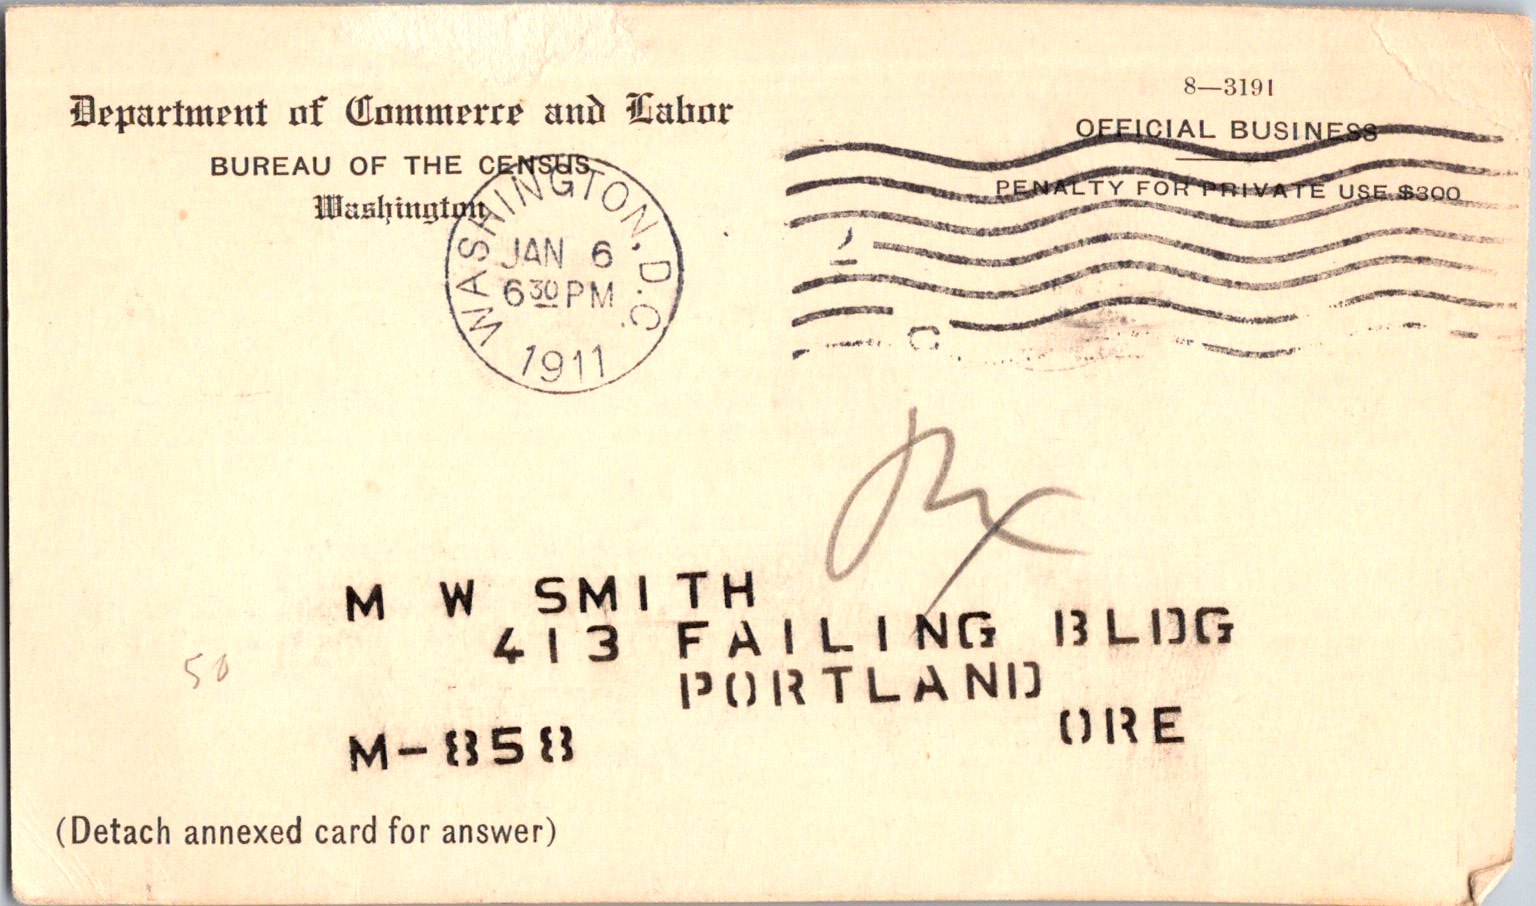 Department of Commerce and Labor
BUREAU OF THE CENSUS
Washington
8—3191
OFFICIAL BUSINESS
PENALTY FOR PRIVATE USE $300
WASHINGTON, D.C.
JAN 6
6 30 PM
1911
M W SMITH
413 FAILING BLDG
PORTLAND
ORE
50
M-858
(Detach annexed card for answer)